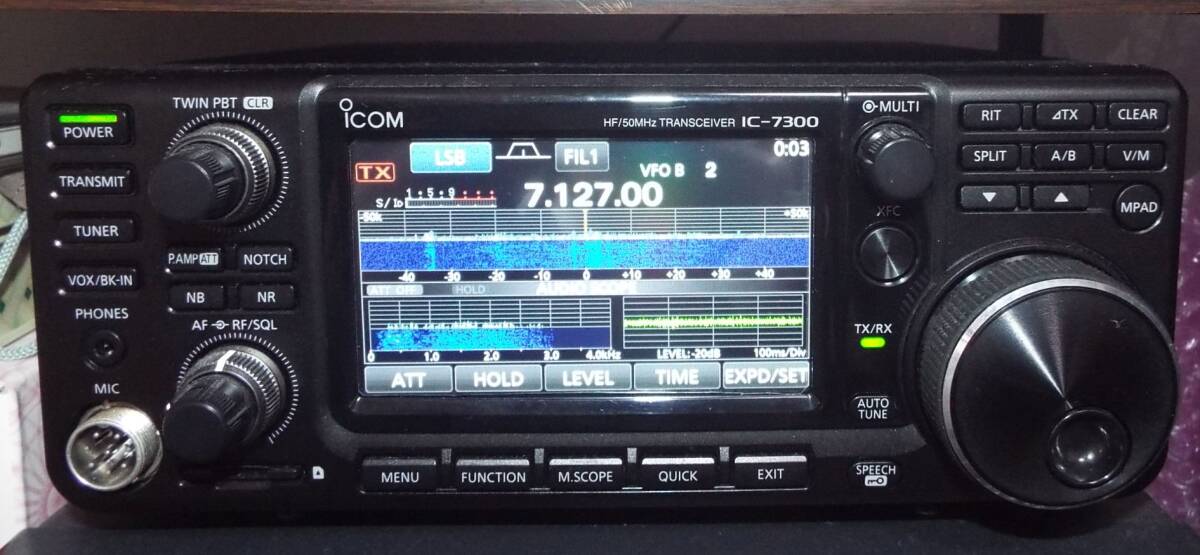 TWIN PBT CLR
POWER
TRANSMIT
TUNER
VOX/BK-IN
PHONES
MIC
P.AMP ATT
NOTCH
NB
NR
AF RF/SQL
ICOM
HF/50MHz TRANSCEIVER IC-7300
LSB
FIL1
0:03
TX
VFO B 2
S/ID 1 5 9
7.127.00
-50k
+50k
-40 -30 -20 -10 0 +10 +20 +30 +40
ATT OFF HOLD AUDIO SCOPE
0 1.0 2.0 3.0 4.0kHz
LEVEL:-20dB 100ms/Div
ATT HOLD LEVEL TIME EXPD/SET
MENU FUNCTION M.SCOPE QUICK EXIT
MULTI
XFC
TX/RX
AUTO
TUNE
SPEECH
RIT ⊿TX CLEAR
SPLIT A/B V/M
▼ ▲
MPAD